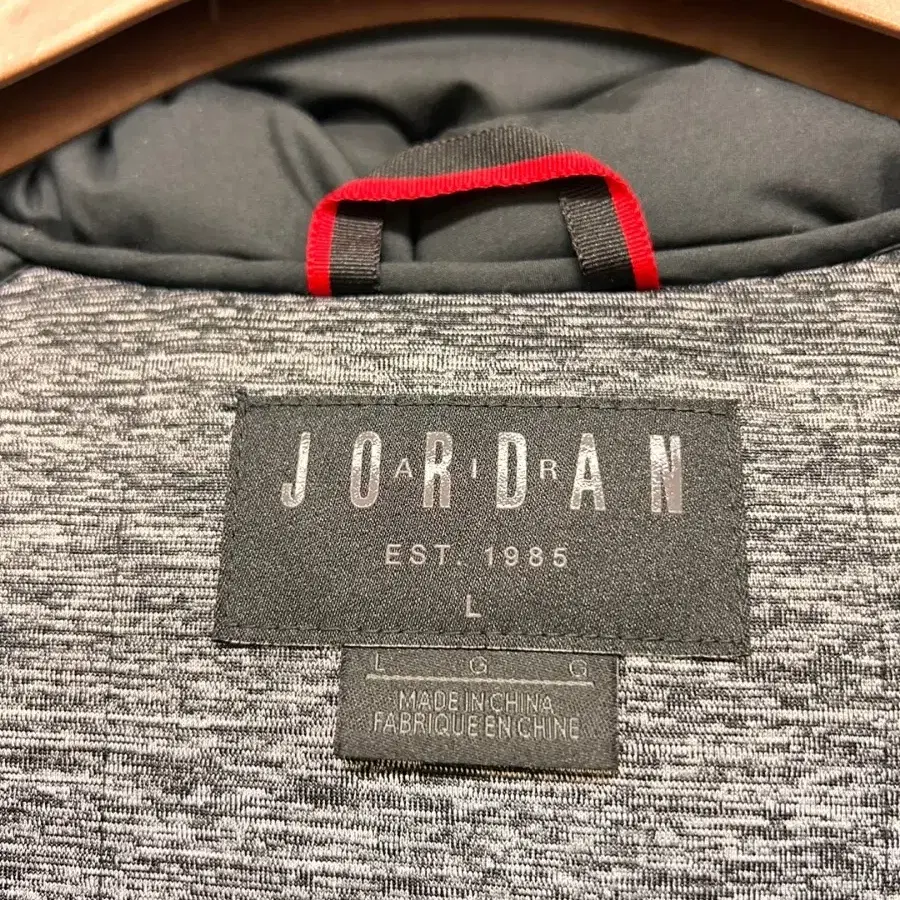 JORDAN
AIR
EST. 1985
L
L G G
MADE IN CHINA
FABRIQUE EN CHINE